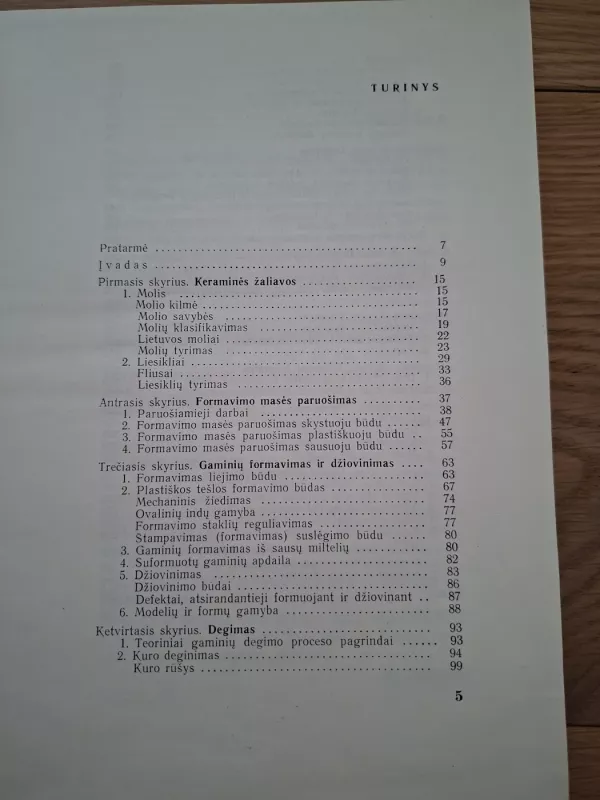 TURINYS
Pratarmė ........ 7
Įvadas ........ 9
Pirmasis skyrius. Keraminės žaliavos ........ 15
1. Molis ........ 15
Molio kilmė ........ 15
Molio savybės ........ 17
Molių klasifikavimas ........ 19
Lietuvos moliai ........ 22
Molių tyrimas ........ 23
2. Liesikliai ........ 29
Fliusai ........ 33
Liesiklių tyrimas ........ 36
Antrasis skyrius. Formavimo masės paruošimas ........ 37
1. Paruošiamieji darbai ........ 38
2. Formavimo masės paruošimas skystuoju būdu ...... 47
3. Formavimo masės paruošimas plastiškuoju būdu .. 55
4. Formavimo masės paruošimas sausuoju būdu ...... 57
Trečiasis skyrius. Gaminių formavimas ir džiovinimas .... 63
1. Formavimas liejimo būdu ........ 63
2. Plastiškos tešlos formavimo būdas ........ 67
Mechaninis žiedimas ........ 74
Ovalinių indų gamyba ........ 77
Formavimo staklių reguliavimas ........ 77
Štampavimas (formavimas) suslėgimo būdu ...... 80
3. Gaminių formavimas iš sausų miltelių ........ 80
4. Suformuotų gaminių apdaila ........ 82
5. Džiovinimas ........ 83
Džiovinimo būdai ........ 86
Defektai, atsirandantieji formuojant ir džiovinant .. 87
6. Modelių ir formų gamyba ........ 88
Ketvirtasis skyrius. Degimas ........ 93
1. Teoriniai gaminių degimo proceso pagrindai ...... 93
2. Kuro deginimas ........ 94
Kuro rūšys ........ 99
5